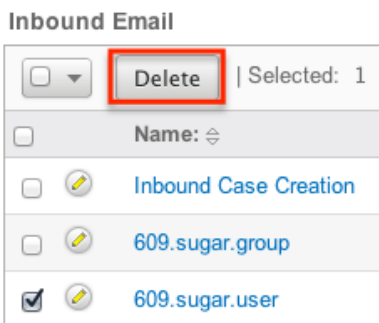 Inbound Email
Delete | Selected: 1
Name:
Inbound Case Creation
609.sugar.group
609.sugar.user